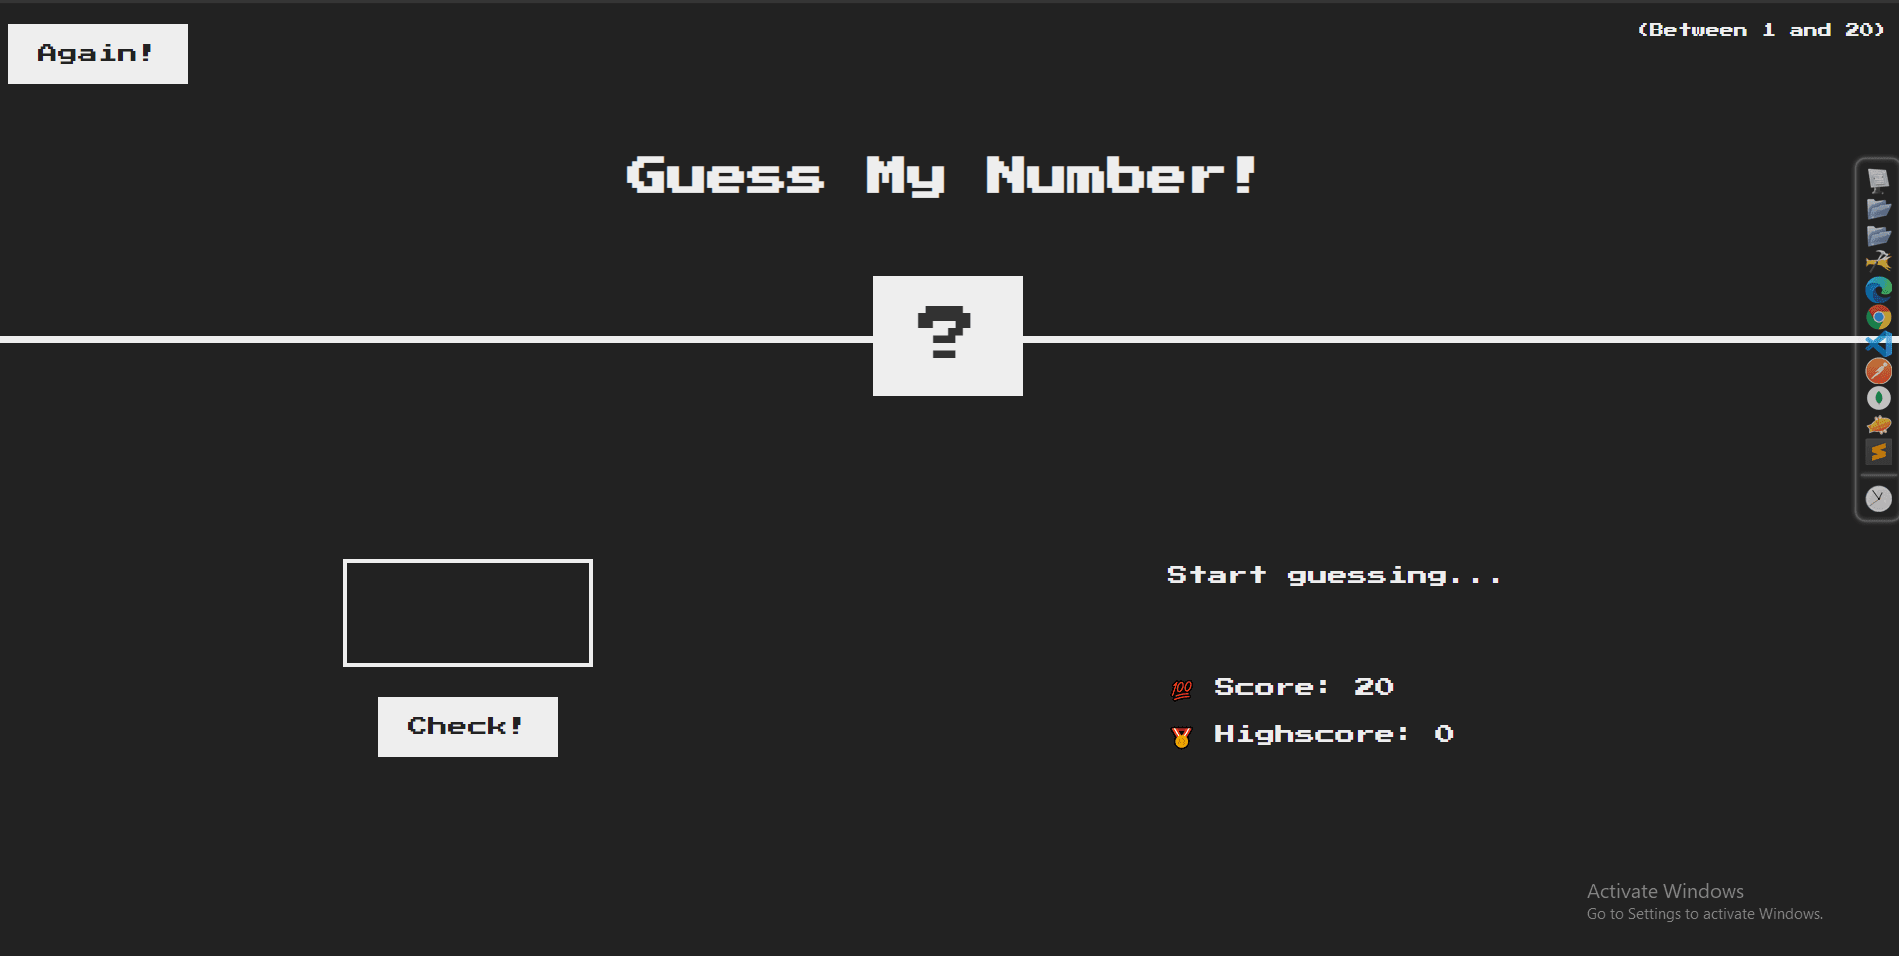 Again!
(Between 1 and 20)
Guess My Number!
?
Start guessing...
💯 Score: 20
🥇 Highscore: 0
Check!
Activate Windows
Go to Settings to activate Windows.